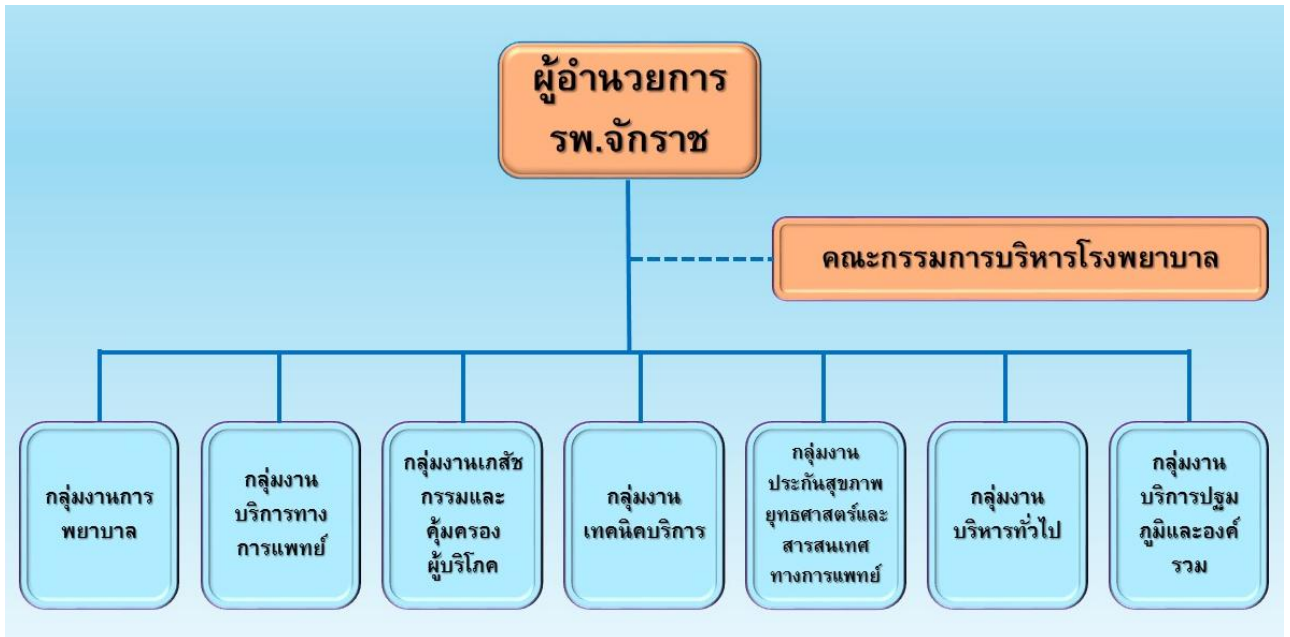 ผู้อำนวยการ
รพ.จักราช
คณะกรรมการบริหารโรงพยาบาล
กลุ่มงานการ
พยาบาล
กลุ่มงาน
บริการทาง
การแพทย์
กลุ่มงานเภสัช
กรรมและ
คุ้มครอง
ผู้บริโภค
กลุ่มงาน
เทคนิคบริการ
กลุ่มงาน
ประกันสุขภาพ
ยุทธศาสตร์และ
สารสนเทศ
ทางการแพทย์
กลุ่มงาน
บริหารทั่วไป
กลุ่มงาน
บริการปฐม
ภูมิและองค์
รวม